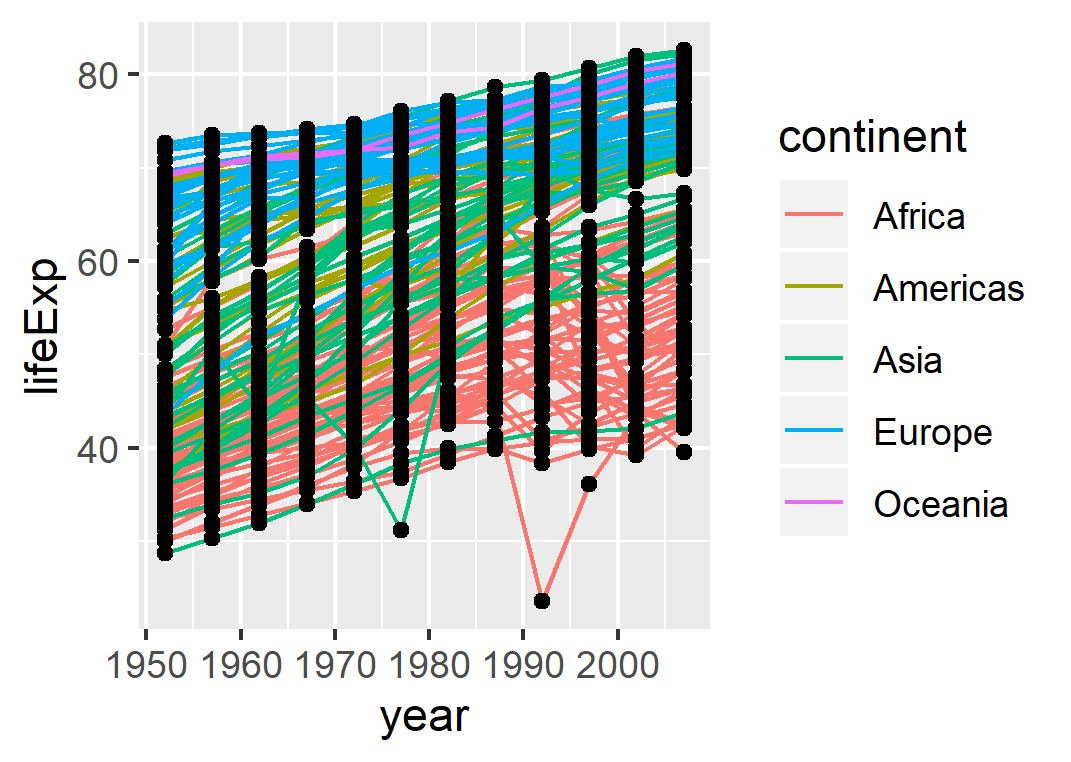 80
60
40
lifeExp
1950 1960 1970 1980 1990 2000
year
continent
Africa
Americas
Asia
Europe
Oceania